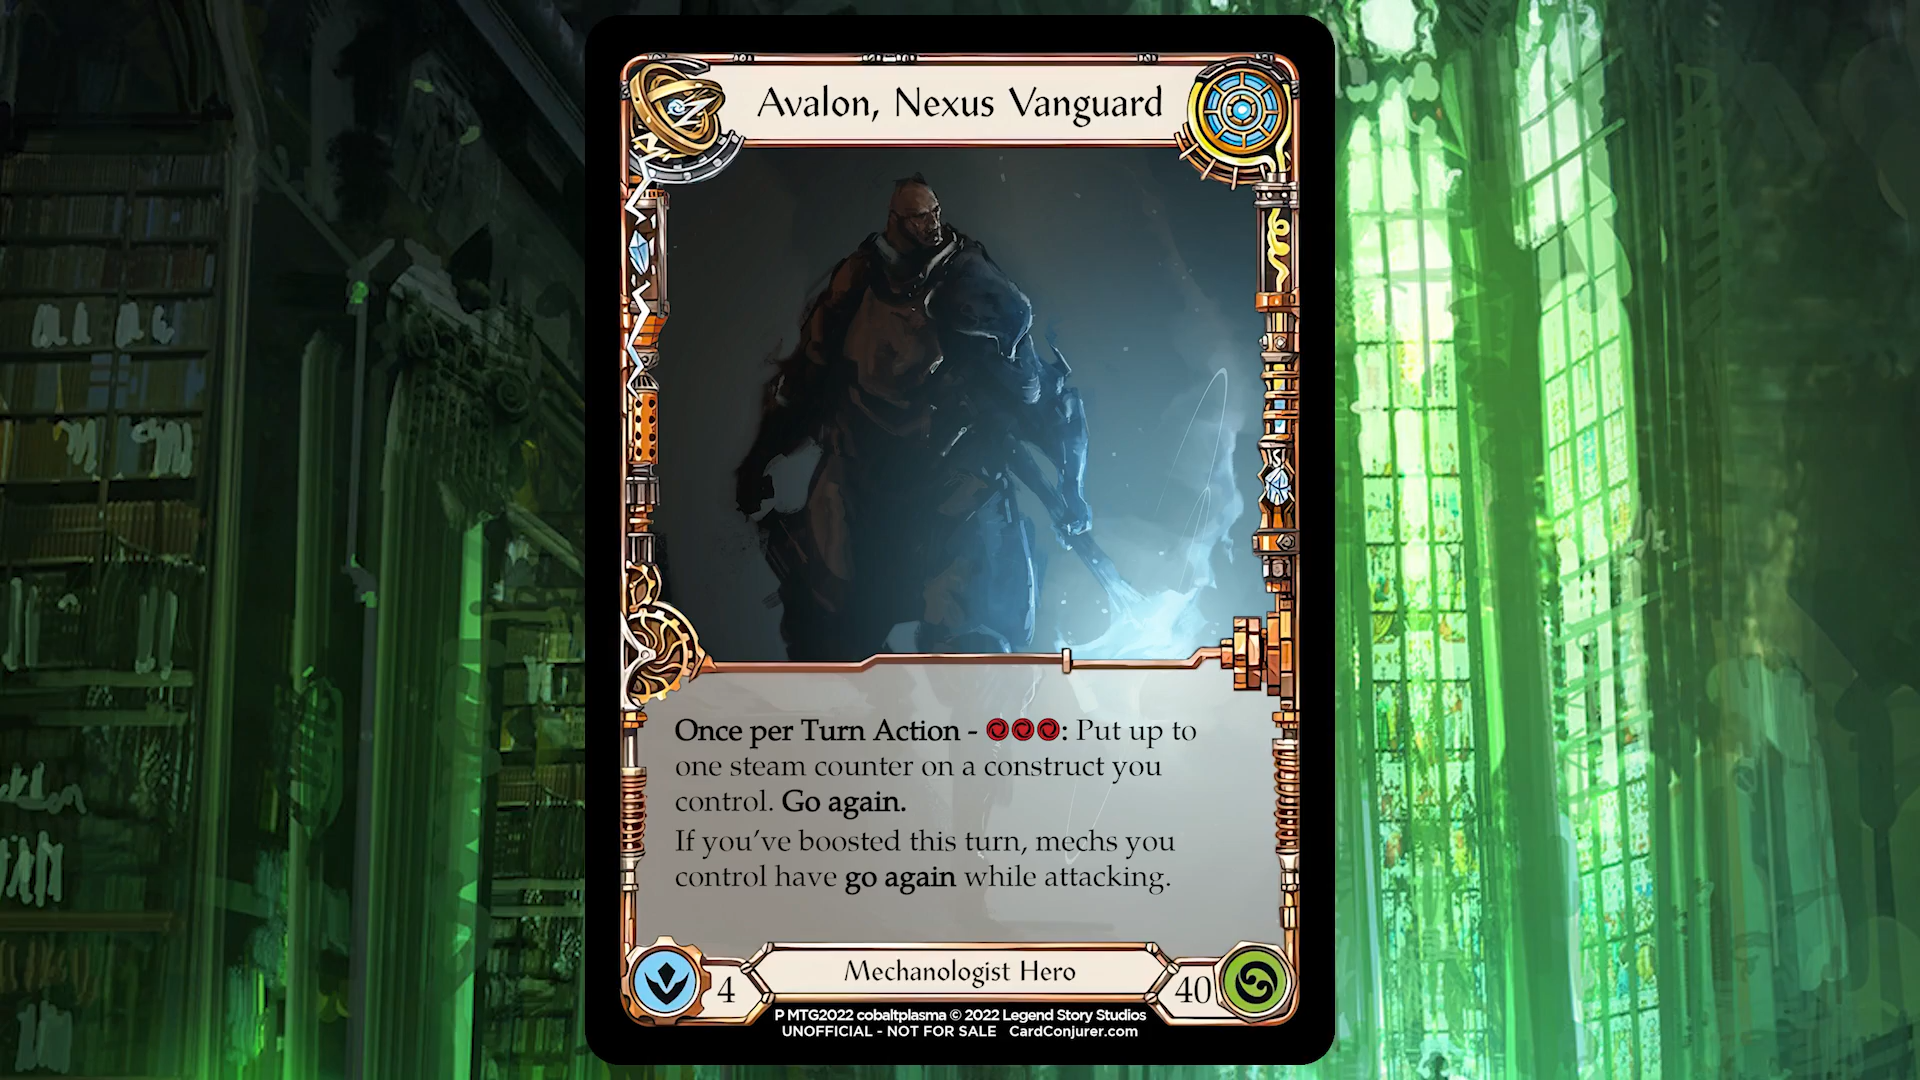 Avalon, Nexus Vanguard
Once per Turn Action - : Put up to
one steam counter on a construct you
control. Go again.
If you’ve boosted this turn, mechs you
control have go again while attacking.
4
Mechanologist Hero
40
P MTG2022 cobaltplasma © 2022 Legend Story Studios
UNOFFICIAL - NOT FOR SALE CardConjurer.com